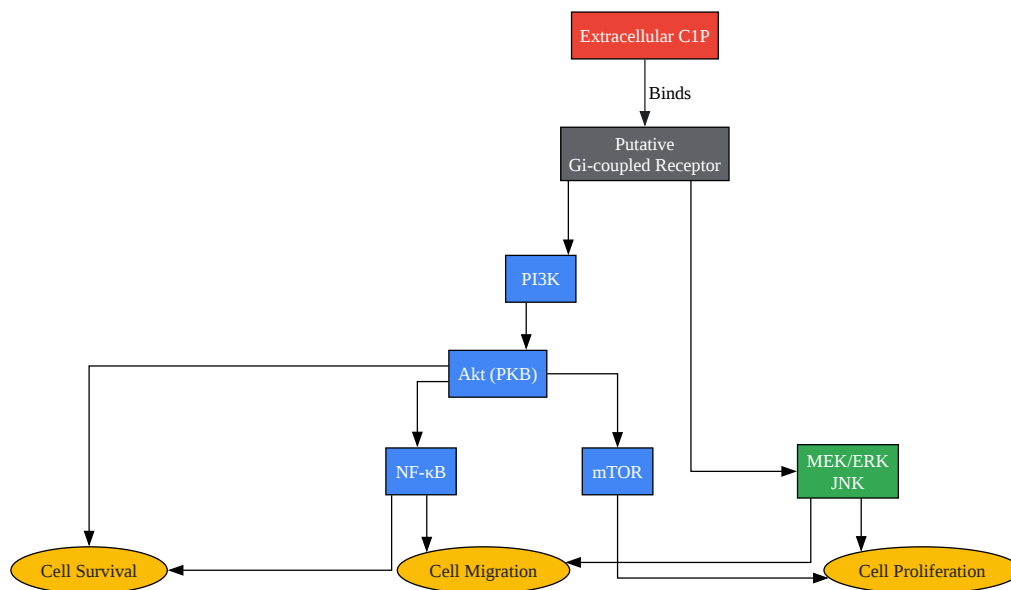 Extracellular C1P
Binds
Putative
Gi-coupled Receptor
PI3K
Akt (PKB)
NF-κB
mTOR
MEK/ERK
JNK
Cell Survival
Cell Migration
Cell Proliferation